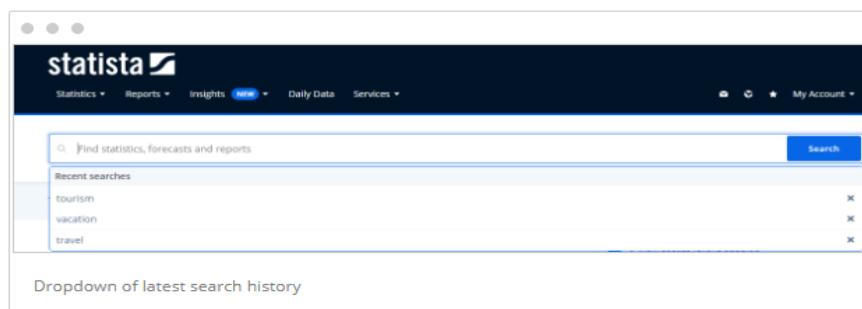 statista
Statistics Reports Insights NEW Daily Data Services My Account
Find statistics, forecasts and reports Search
Recent searches
tourism
vacation
travel
Dropdown of latest search history